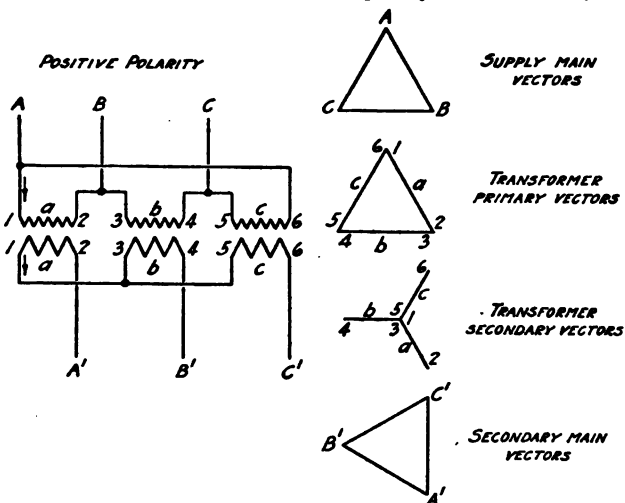 POSITIVE POLARITY
A B C
1 a 2 3 b 4 5 c 6
1 a 2 3 b 4 5 c 6
A' B' C'
A
C B
SUPPLY MAIN
VECTORS
6 1
c a
5 2
4 b 3
TRANSFORMER
PRIMARY VECTORS
6
b 5 c
4 3 1
a
2
TRANSFORMER
SECONDARY VECTORS
C'
B'
A'
SECONDARY MAIN
VECTORS